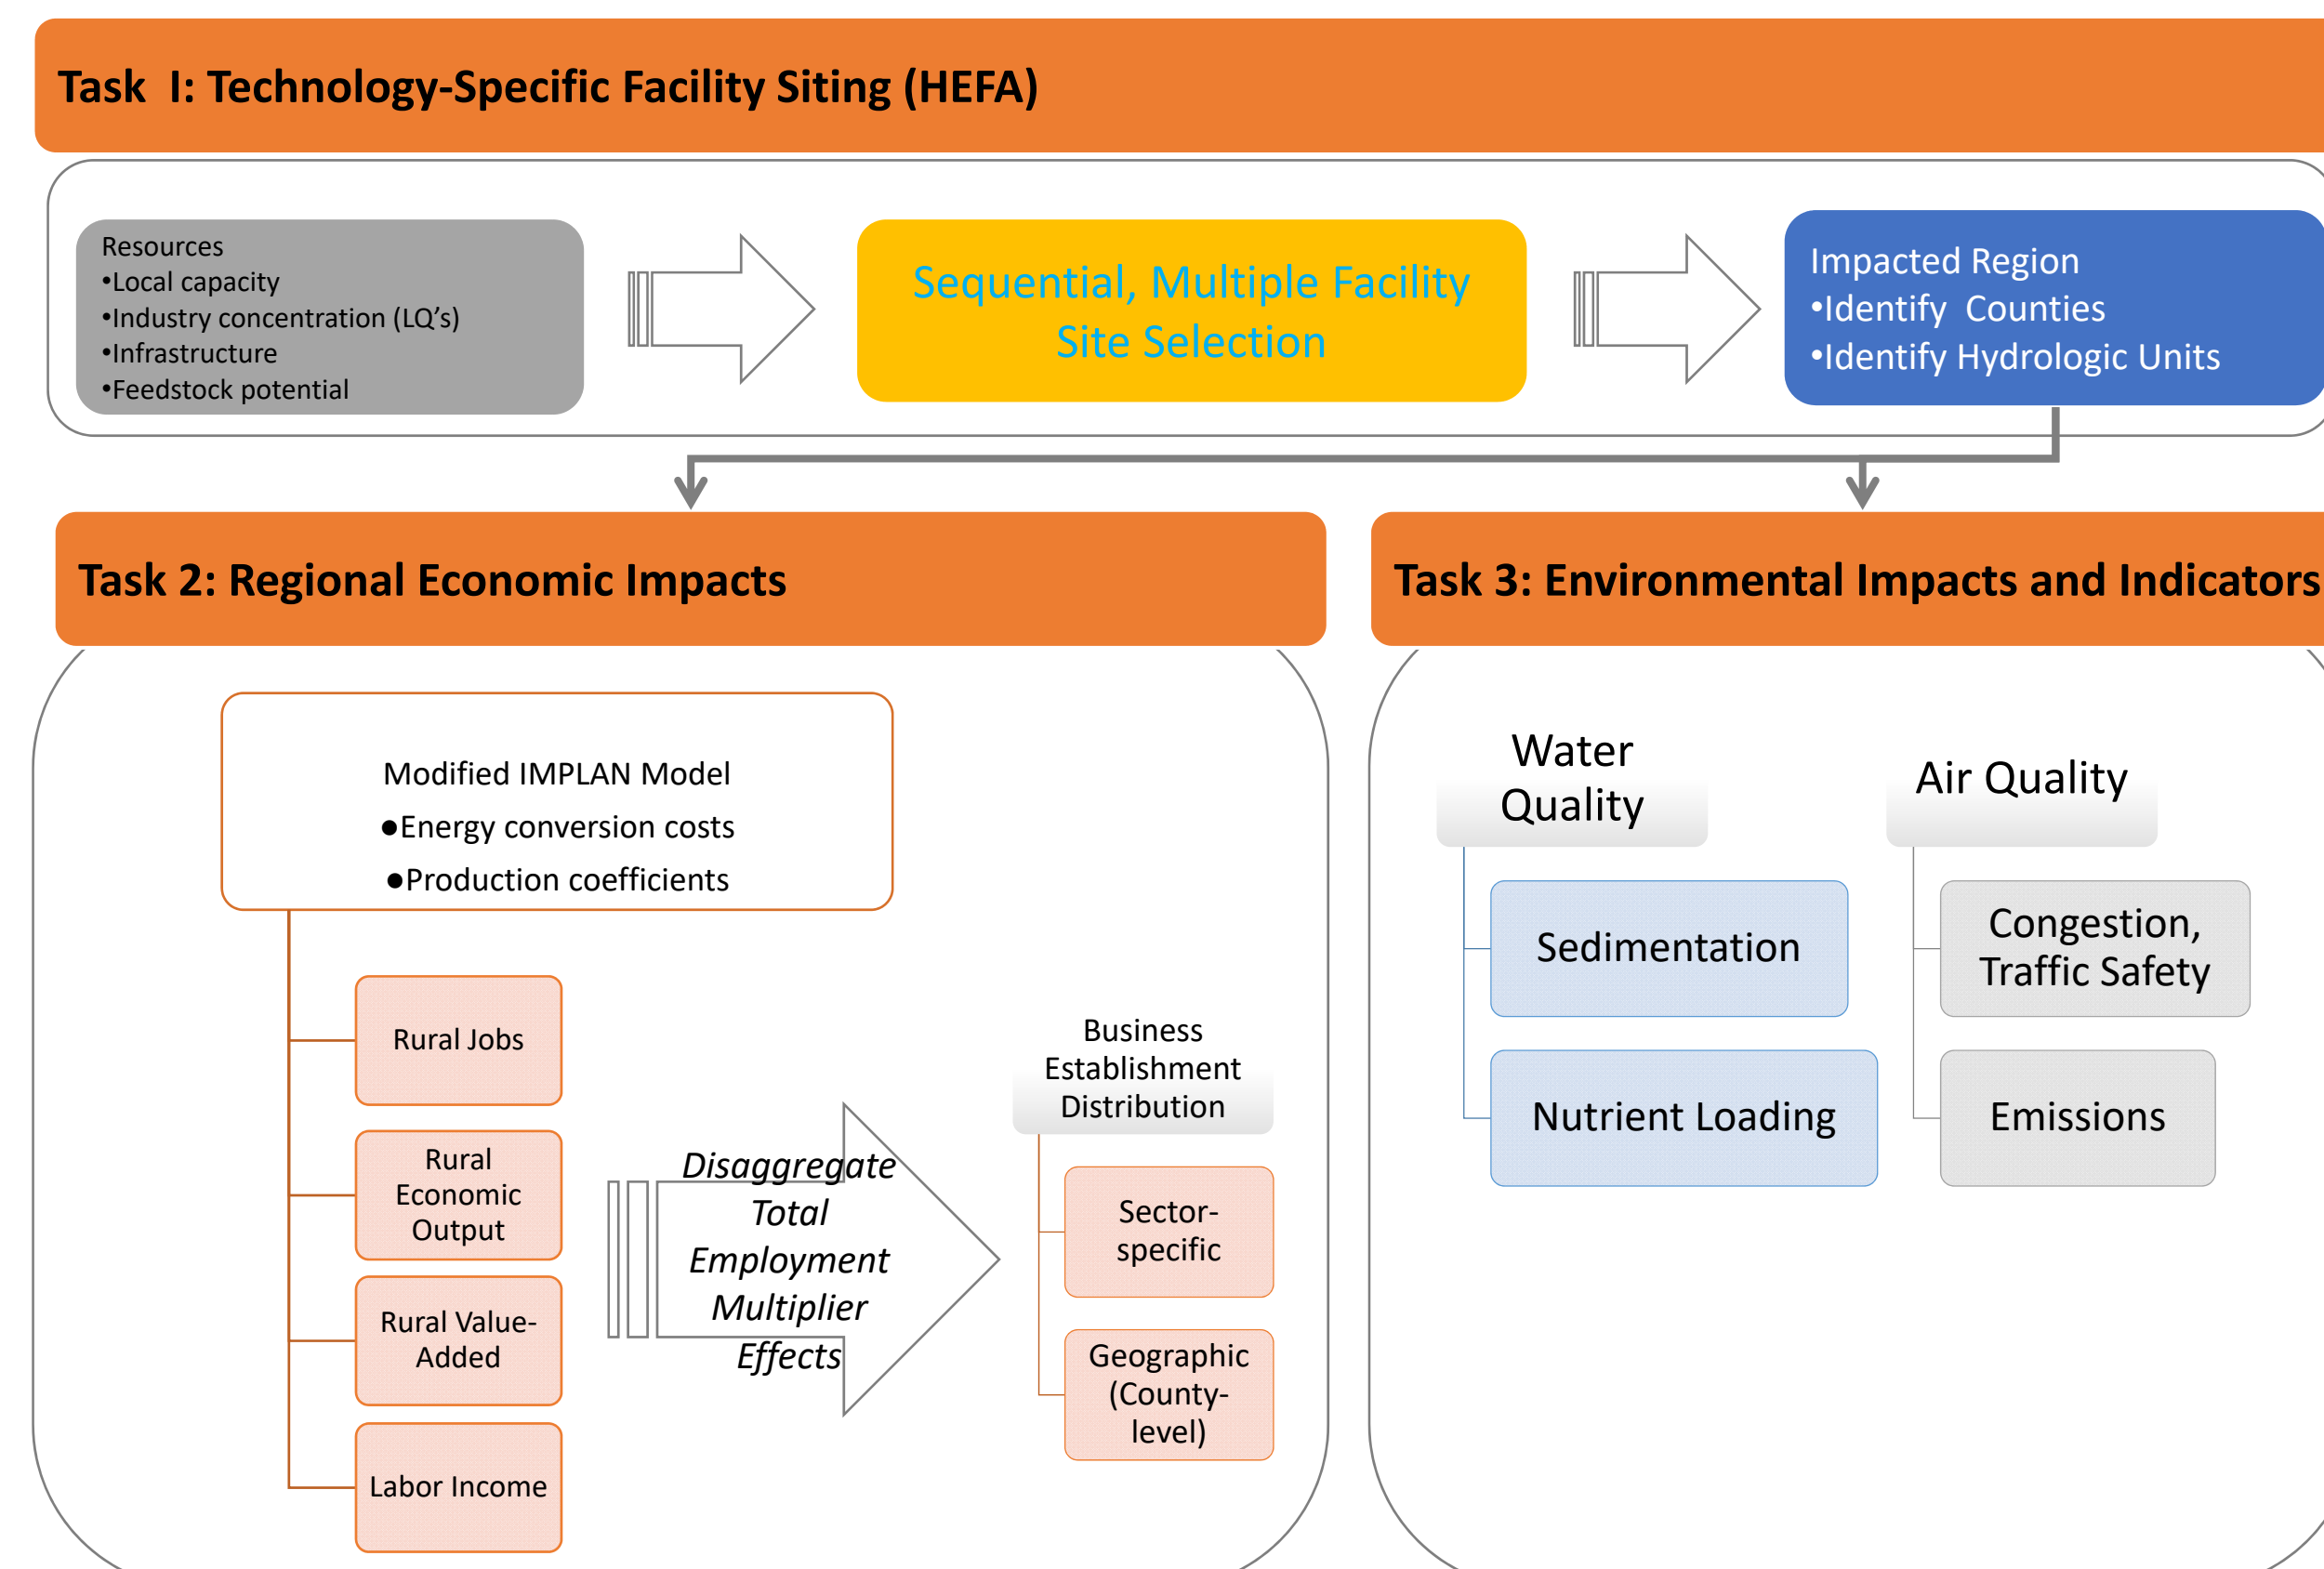 Task  I: Technology-Specific Facility Siting (HEFA)
Resources
•Local capacity
•Industry concentration (LQ’s)
•Infrastructure
•Feedstock potential
Sequential, Multiple Facility
Site Selection
Impacted Region
•Identify  Counties
•Identify Hydrologic Units
Task 2: Regional Economic Impacts
Modified IMPLAN Model
●Energy conversion costs
●Production coefficients
Rural Jobs
Rural
Economic
Output
Rural Value-
Added
Labor Income
Disaggregate
Total
Employment
Multiplier
Effects
Business
Establishment
Distribution
Sector-
specific
Geographic
(County-
level)
Task 3: Environmental Impacts and Indicators
Water
Quality
Sedimentation
Nutrient Loading
Air Quality
Congestion,
Traffic Safety
Emissions